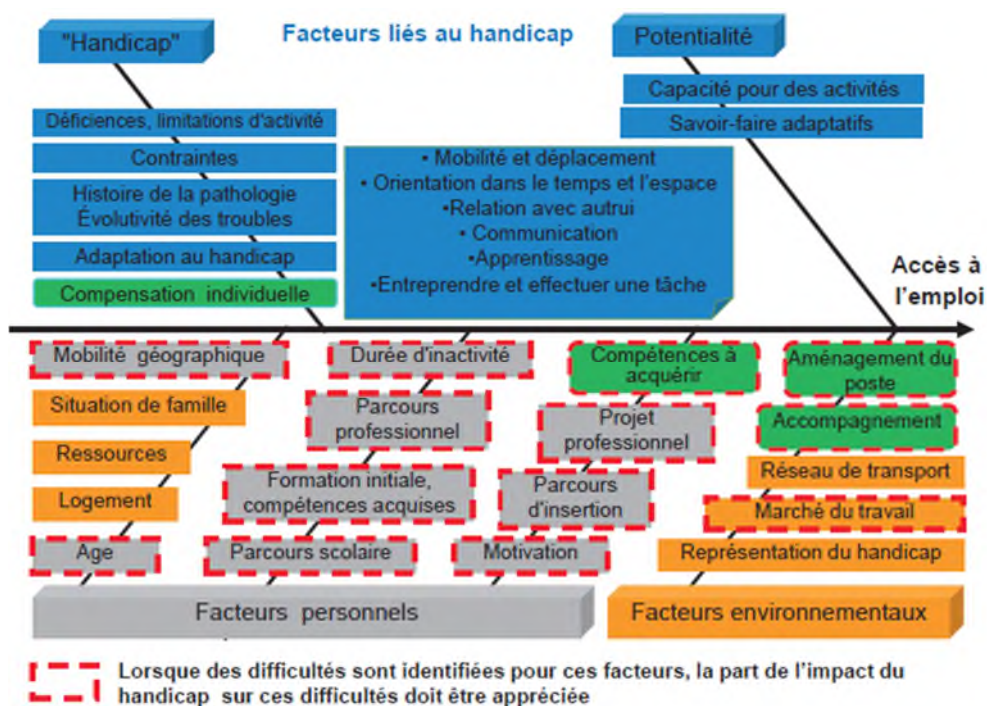 "Handicap"
Facteurs liés au handicap
Potentialité
Déficiences, limitations d'activité
Contraintes
Histoire de la pathologie
Évolutivité des troubles
Adaptation au handicap
Compensation individuelle
• Mobilité et déplacement
• Orientation dans le temps et l'espace
•Relation avec autrui
• Communication
•Apprentissage
•Entreprendre et effectuer une tâche
Capacité pour des activités
Savoir-faire adaptatifs
Accès à
l'emploi
Mobilité géographique
Situation de famille
Ressources
Logement
Age
Durée d'inactivité
Parcours
professionnel
Formation initiale,
compétences acquises
Parcours scolaire
Compétences à
acquérir
Projet
professionnel
Parcours
d'insertion
Motivation
Aménagement du
poste
Accompagnement
Réseau de transport
Marché du travail
Représentation du handicap
Facteurs personnels
Facteurs environnementaux
Lorsque des difficultés sont identifiées pour ces facteurs, la part de l'impact du
handicap sur ces difficultés doit être appréciée